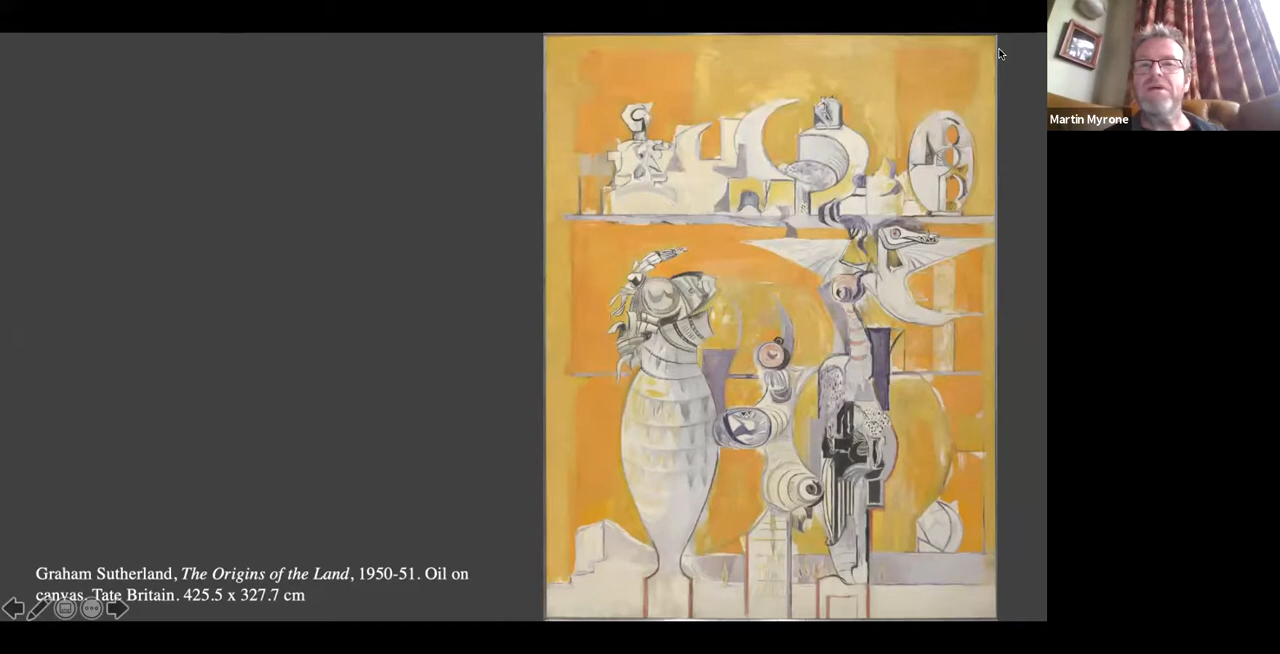 Martin Myrone
Graham Sutherland, The Origins of the Land, 1950-51. Oil on
canvas. Tate Britain. 425.5 x 327.7 cm